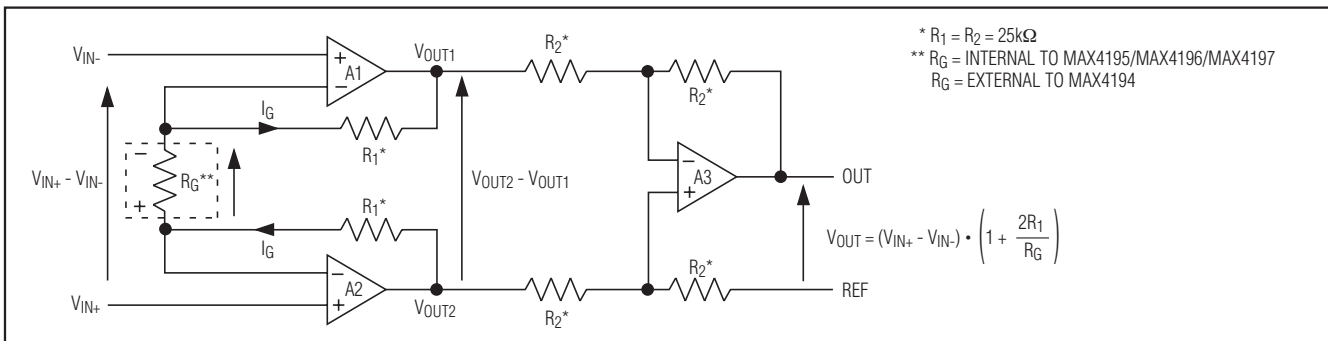 * R1 = R2 = 25kΩ
** RG = INTERNAL TO MAX4195/MAX4196/MAX4197
RG = EXTERNAL TO MAX4194
VIN-
VOUT1
R2*
+
A1
−
R2*
IG
R1*
VIN+ - VIN-
−
RG**
+
VOUT2 - VOUT1
−
A3
+
OUT
R1*
IG
VOUT = (VIN+ - VIN-) • (1 + 2R1 / RG)
−
A2
+
R2*
REF
VIN+
VOUT2
R2*